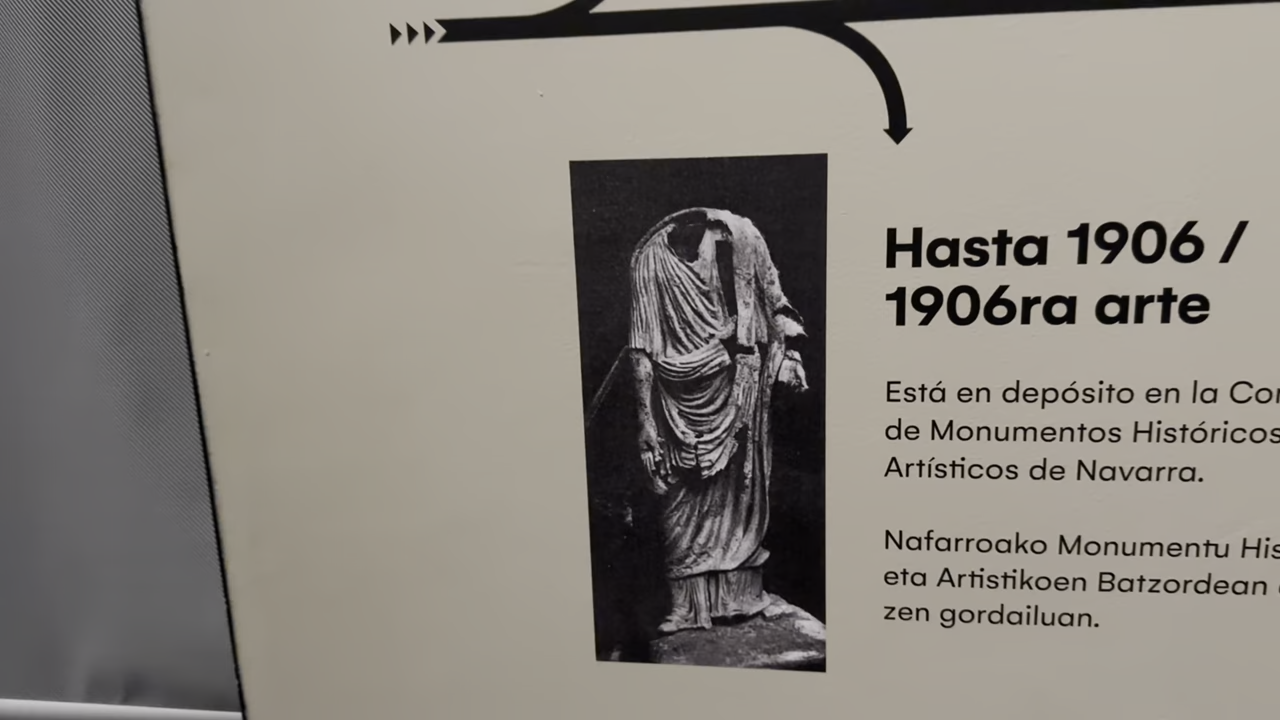 Hasta 1906 /
1906ra arte
Está en depósito en la
de Monumentos Históricos
Artísticos de Navarra.
Nafarroako Monumentu
eta Artistikoen Batzordean
zen gordailuan.